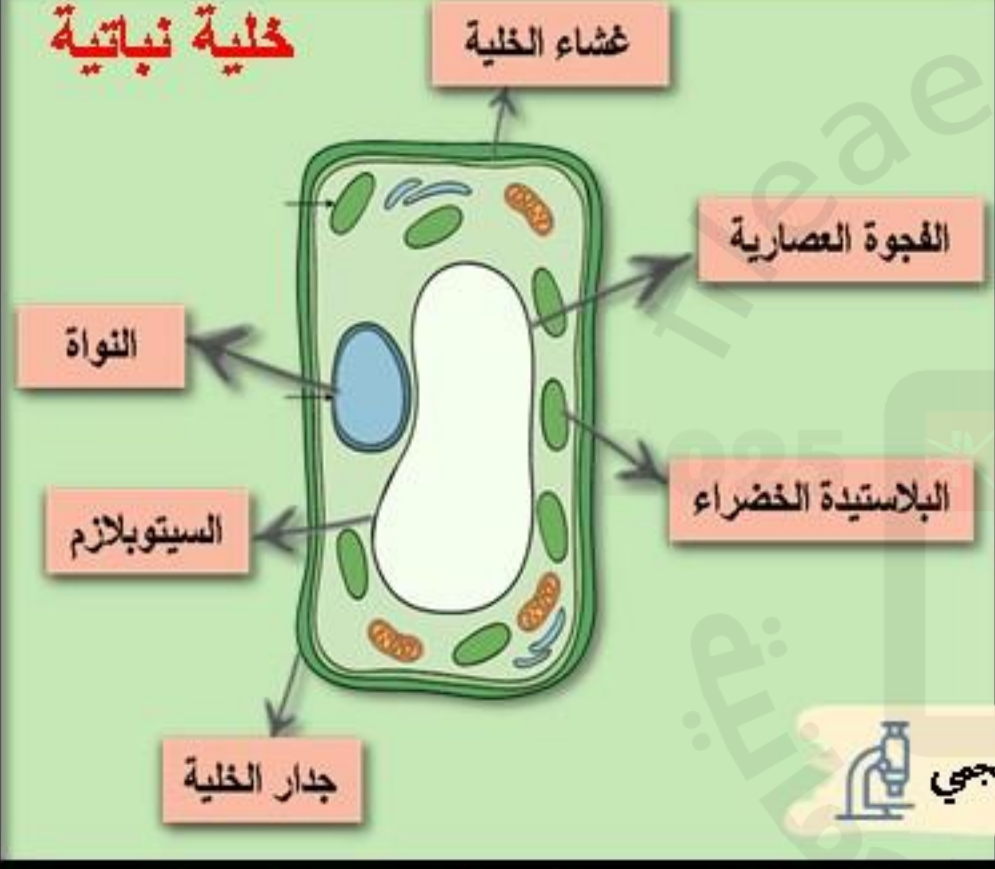 خلية نباتية
غشاء الخلية
الفجوة العصارية
النواة
البلاستيدة الخضراء
السيتوبلازم
جدار الخلية